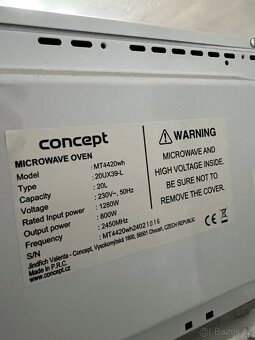 concept
MICROWAVE OVEN
Model : MT4420wh
Type : 20UX39-L
Capacity : 20L
Voltage : 230V~, 50Hz
Rated Input power : 1280W
Output power : 800W
Frequency : 2450MHz
S/N : MT4420wh24021016
Jindřich Valenta - Concept, Vysokomýtská 1800, 56501 Choceň, CZECH REPUBLIC
Made in P.R.C.
www.concept.cz
WARNING
MICROWAVE AND
HIGH VOLTAGE INSIDE.
BE SURE NOT TO
REMOVE THE COVER.
CE